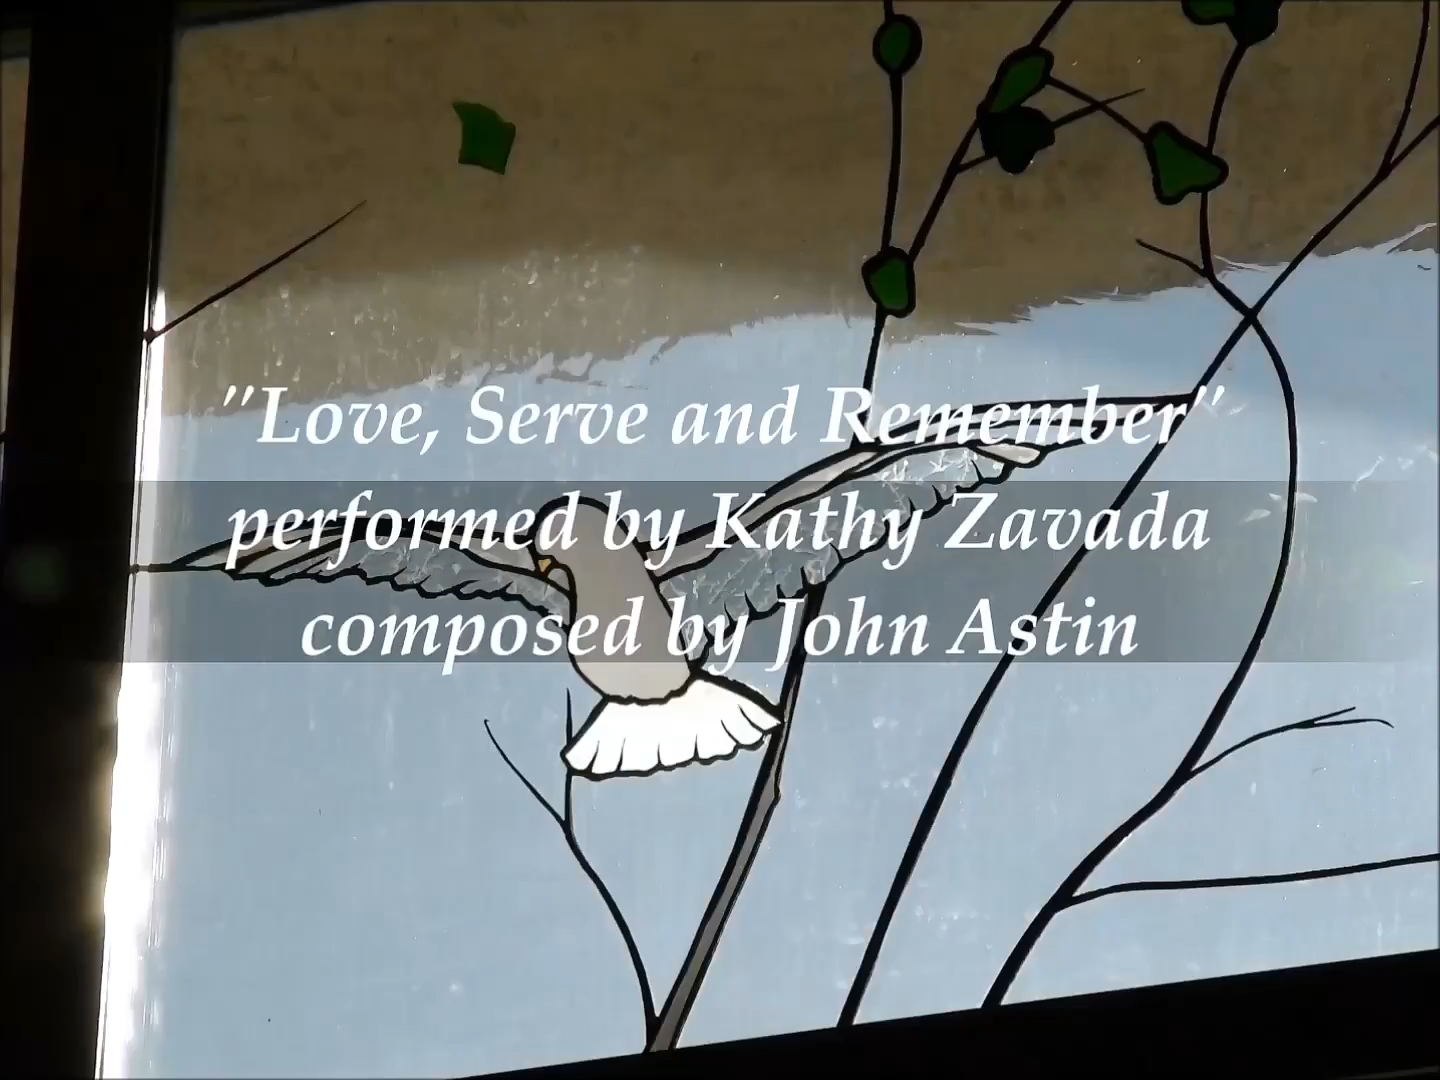 "Love, Serve and Remember"
performed by Kathy Zavada
composed by John Astin